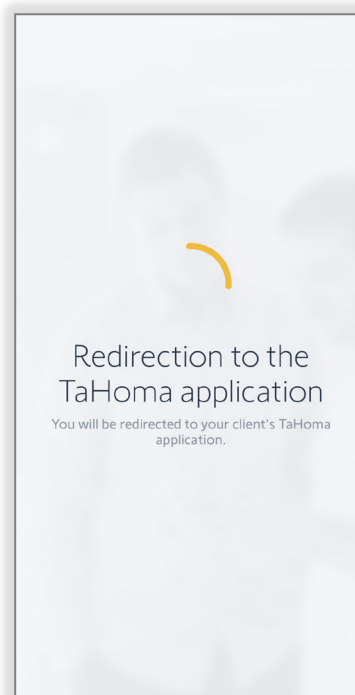 Redirection to the
TaHoma application
You will be redirected to your client's TaHoma
application.